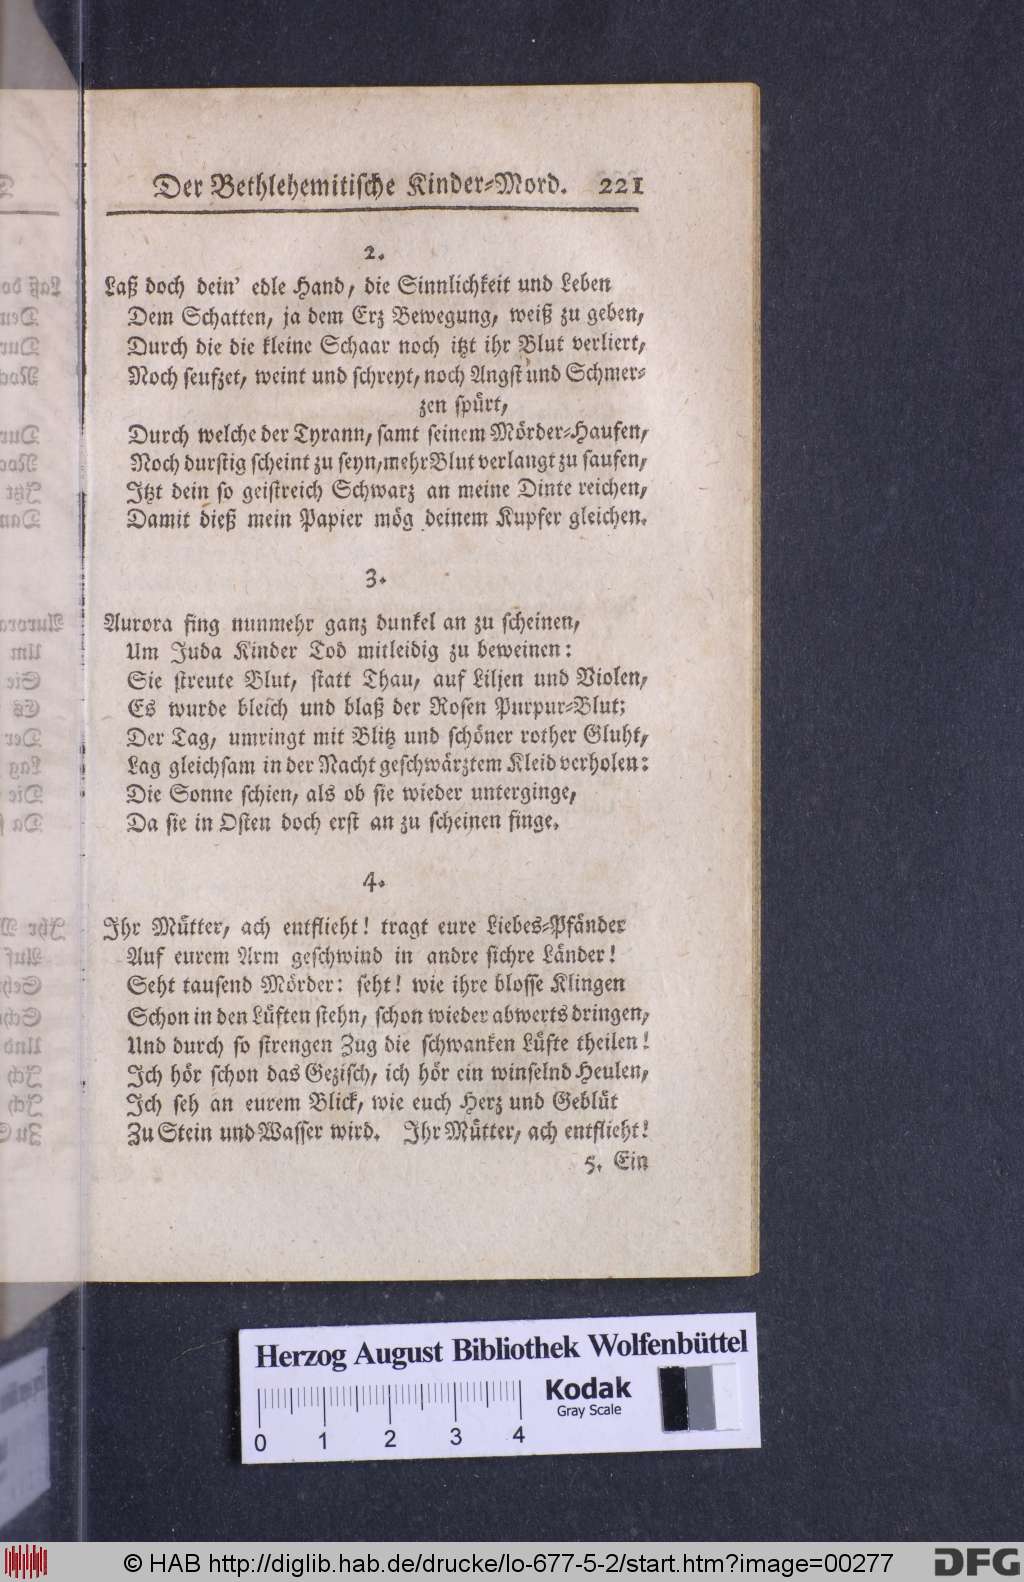 Der Bethlehemitische Kinder-Mord. 221
2.
Laß doch dein' edle Hand, die Sinnlichkeit und Leben
Dem Schatten, ja dem Erz Bewegung, weiß zu geben,
Durch die die kleine Schaar noch itzt ihr Blut verliert,
Noch seufzet, weint und schreyt, noch Angst und Schmer-
zen spürt,
Durch welche der Tyrann, samt seinem Mörder-Haufen,
Noch durstig scheint zu seyn, mehr Blut verlangt zu saufen,
Itzt dein so geistreich Schwarz an meine Dinte reichen,
Damit dieß mein Papier mög deinem Kupfer gleichen.
3.
Aurora fing nunmehr ganz dunkel an zu scheinen,
Um Juda Kinder Tod mitleidig zu beweinen:
Sie streute Blut, statt Thau, auf Liljen und Violen,
Es wurde bleich und blaß der Rosen Purpur-Blut;
Der Tag, umringt mit Blitz und schöner rother Gluht,
Lag gleichsam in der Nacht geschwärztem Kleid verholen:
Die Sonne schien, als ob sie wieder unterginge,
Da sie in Osten doch erst an zu scheinen finge.
4.
Ihr Mütter, ach entflieht! tragt eure Liebes-Pfänder
Auf eurem Arm geschwind in andre sichre Länder!
Seht tausend Mörder: seht! wie ihre blosse Klingen
Schon in den Lüften stehn, schon wieder abwerts dringen,
Und durch so strengen Zug die schwanken Lüfte theilen!
Ich hör schon das Gezisch, ich hör ein winselnd Heulen,
Ich seh an eurem Blick, wie euch Herz und Geblüt
Zu Stein und Wasser wird. Ihr Mütter, ach entflieht!
5. Ein
Herzog August Bibliothek Wolfenbüttel
Kodak
Gray Scale
0 1 2 3 4
© HAB http://diglib.hab.de/drucke/lo-677-5-2/start.htm?image=00277
DFG